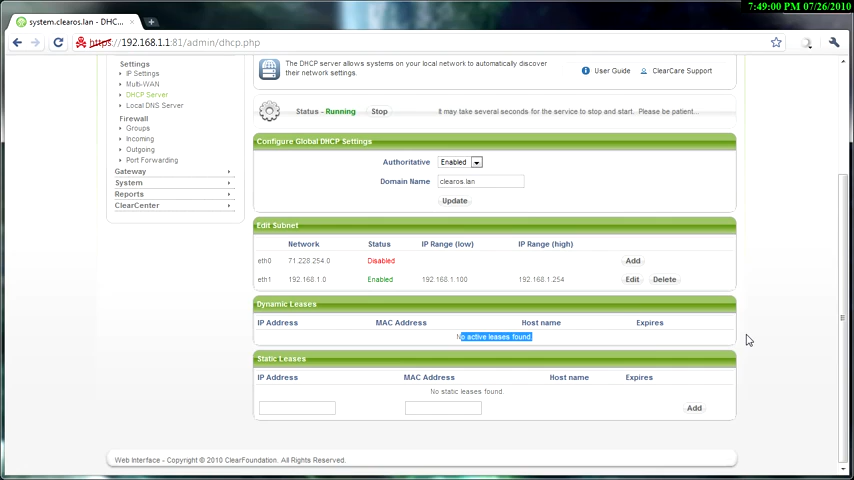 7:49:00 PM 07/26/2010
system.clearos.lan - DHC...
https://192.168.1.1:81/admin/dhcp.php
Settings
IP Settings
Multi-WAN
DHCP Server
Local DNS Server
Firewall
Groups
Incoming
Outgoing
Port Forwarding
Gateway
System
Reports
ClearCenter
The DHCP server allows systems on your local network to automatically discover
their network settings.
User Guide
ClearCare Support
Status - Running
Stop
It may take several seconds for the service to stop and start. Please be patient...
Configure Global DHCP Settings
Authoritative Enabled
Domain Name clearos.lan
Update
Edit Subnet
Network Status IP Range (low) IP Range (high)
eth0 71.228.254.0 Disabled Add
eth1 192.168.1.0 Enabled 192.168.1.100 192.168.1.254 Edit Delete
Dynamic Leases
IP Address MAC Address Host name Expires
No active leases found.
Static Leases
IP Address MAC Address Host name Expires
No static leases found.
Add
Web Interface - Copyright © 2010 ClearFoundation. All Rights Reserved.